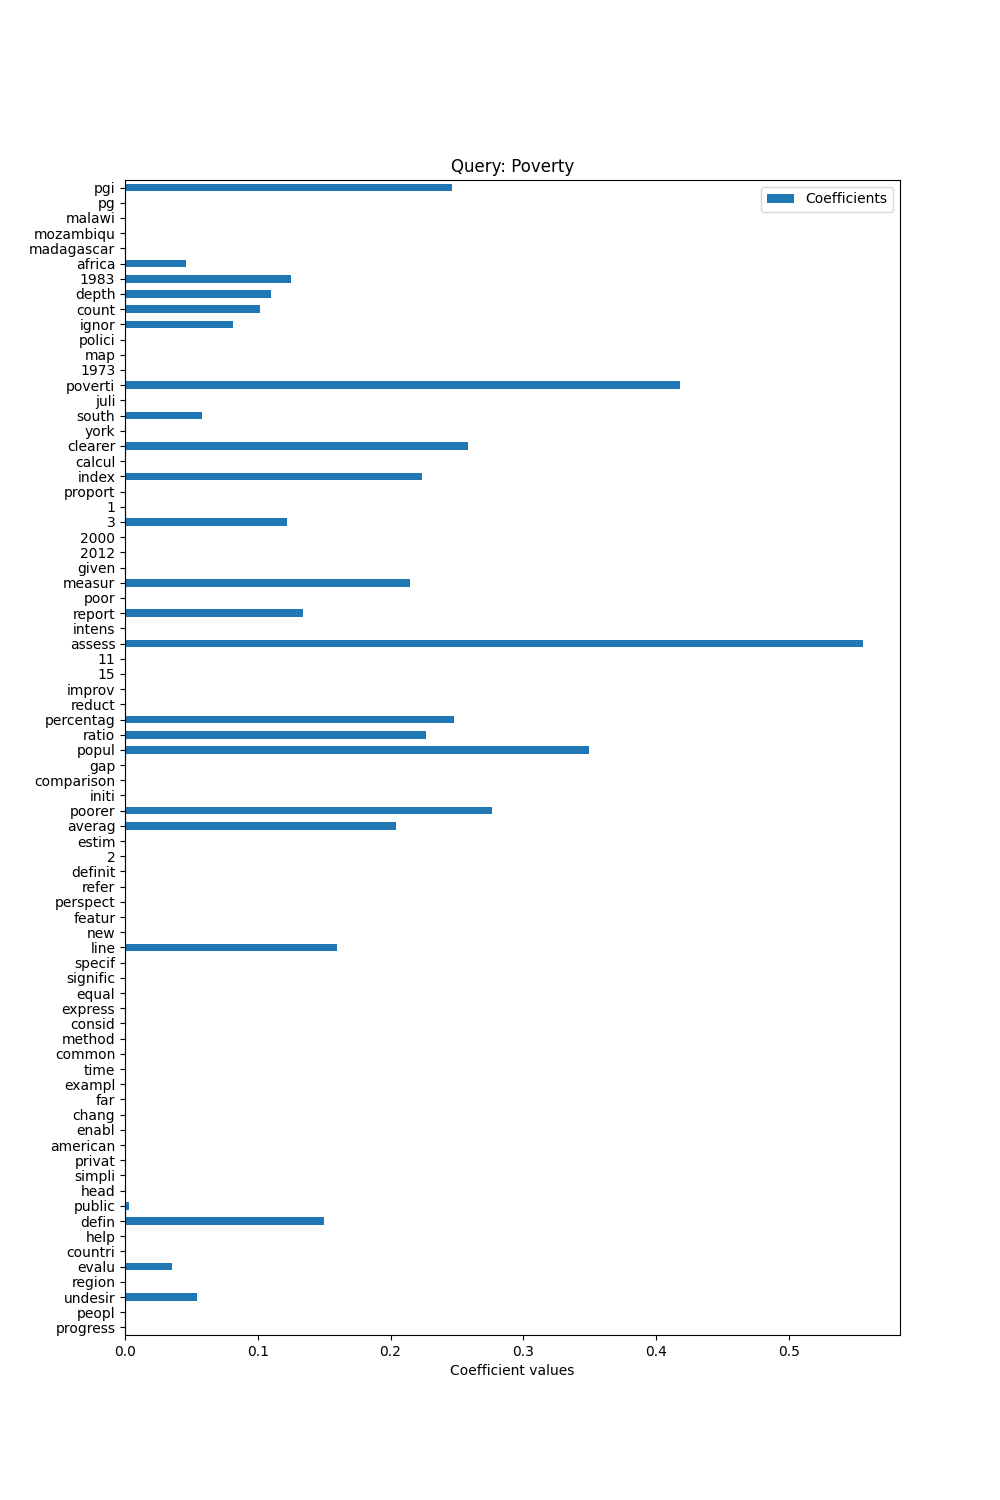 Query: Poverty
Coefficients
pgi
pg
malawi
mozambiqu
madagascar
africa
1983
depth
count
ignor
polici
map
1973
poverti
juli
south
york
clearer
calcul
index
proport
1
3
2000
2012
given
measur
poor
report
intens
assess
11
15
improv
reduct
percentag
ratio
popul
gap
comparison
initi
poorer
averag
estim
2
definit
refer
perspect
featur
new
line
specif
signific
equal
express
consid
method
common
time
exampl
far
chang
enabl
american
privat
simpli
head
public
defin
help
countri
evalu
region
undesir
peopl
progress
0.0 0.1 0.2 0.3 0.4 0.5
Coefficient values